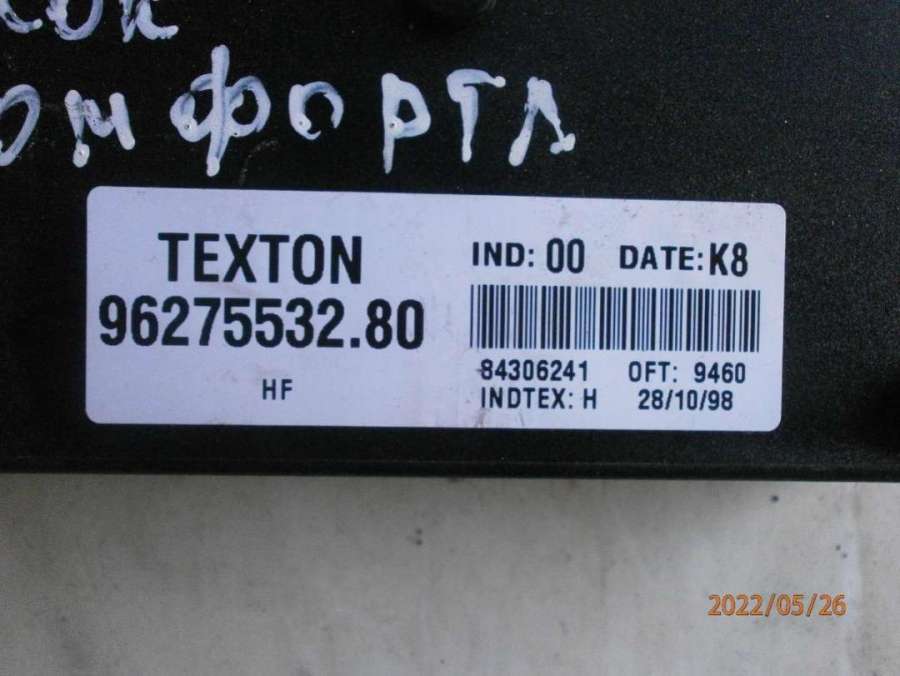 ОМФОРТА
TEXTON
96275532.80
HF
IND: 00 DATE: K8
84306241 OFT: 9460
INDTEX: H 28/10/98
2022/05/26